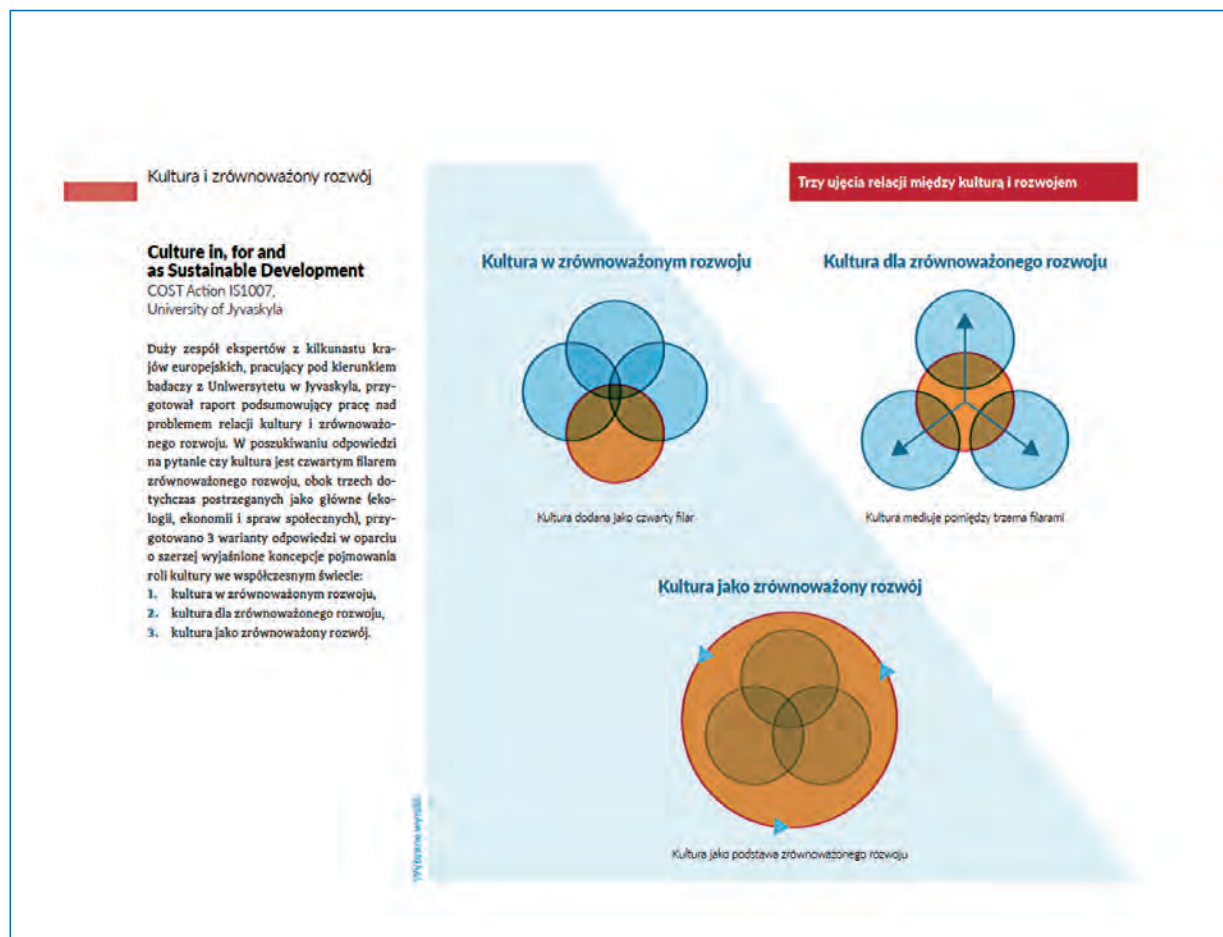 Kultura i zrównoważony rozwój
Culture in, for and
as Sustainable Development
COST Action IS1007,
University of Jyvaskyla
Duży zespół ekspertów z kilkunastu kra-
jów europejskich, pracujący pod kierunkiem
badaczy z Uniwersytetu w Jyvaskyla, przy-
gotował raport podsumowujący pracę nad
problemem relacji kultury i zrównoważo-
nego rozwoju. W poszukiwaniu odpowiedzi
na pytanie czy kultura jest czwartym filarem
zrównoważonego rozwoju, obok trzech do-
tychczas postrzeganych jako główne (eko-
logii, ekonomii i spraw społecznych), przy-
gotowano 3 warianty odpowiedzi w oparciu
o szerzej wyjaśnione koncepcje pojmowania
roli kultury we współczesnym świecie:
1. kultura w zrównoważonym rozwoju,
2. kultura dla zrównoważonego rozwoju,
3. kultura jako zrównoważony rozwój.
Wybrane wyniki
Trzy ujęcia relacji między kulturą i rozwojem
Kultura w zrównoważonym rozwoju
Kultura dodana jako czwarty filar
Kultura dla zrównoważonego rozwoju
Kultura mediuje pomiędzy trzema filarami
Kultura jako zrównoważony rozwój
Kultura jako podstawa zrównoważonego rozwoju